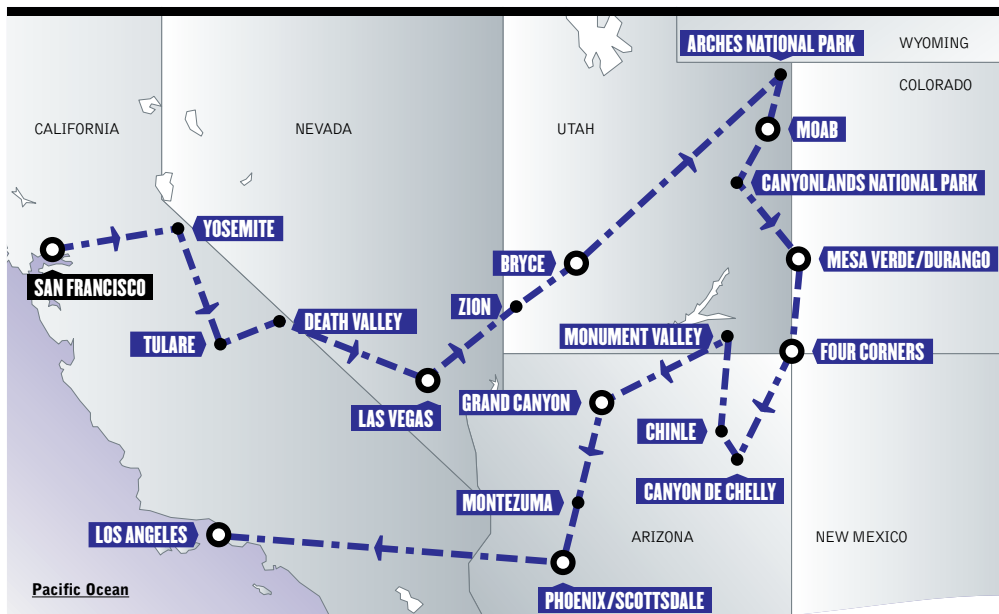 ARCHES NATIONAL PARK
WYOMING
COLORADO
CALIFORNIA
NEVADA
UTAH
MOAB
CANYONLANDS NATIONAL PARK
YOSEMITE
SAN FRANCISCO
BRYCE
MESA VERDE/DURANGO
ZION
TULARE
DEATH VALLEY
MONUMENT VALLEY
FOUR CORNERS
LAS VEGAS
GRAND CANYON
CHINLE
CANYON DE CHELLY
MONTEZUMA
LOS ANGELES
ARIZONA
NEW MEXICO
Pacific Ocean
PHOENIX/SCOTTSDALE